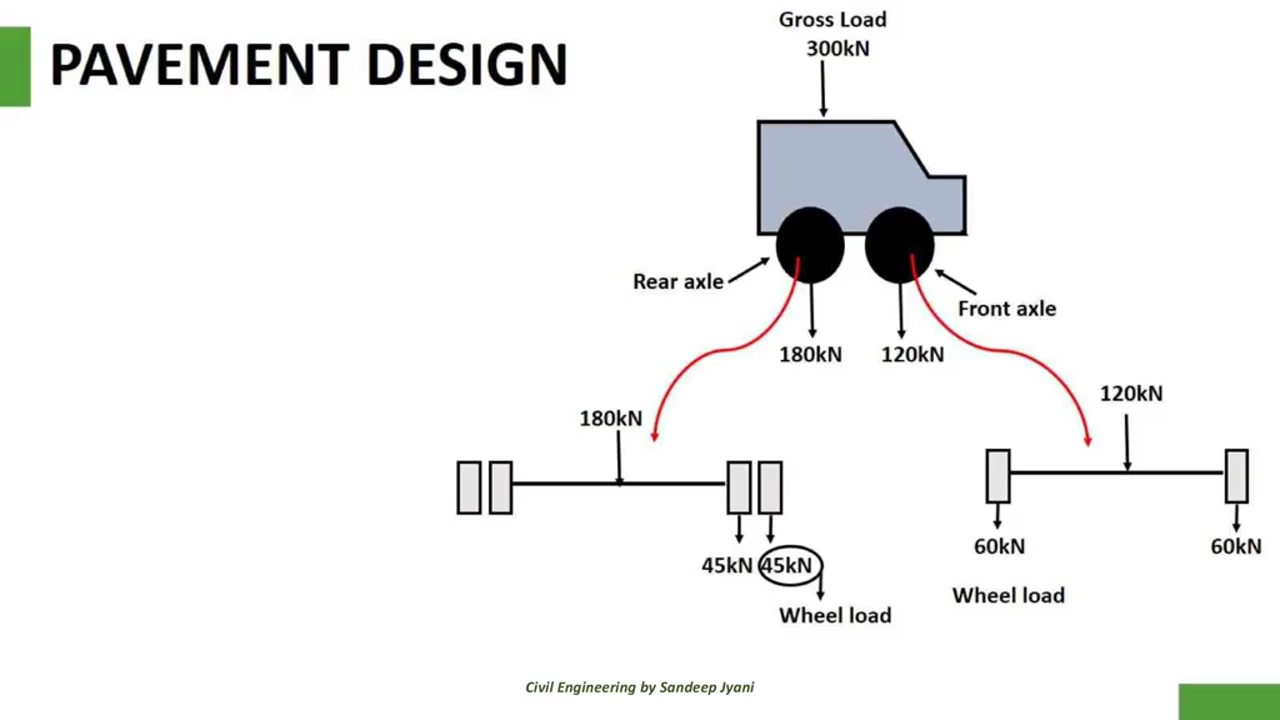 PAVEMENT DESIGN
Gross Load
300kN
Rear axle
Front axle
180kN
120kN
180kN
120kN
45kN
45kN
Wheel load
60kN
60kN
Wheel load
Civil Engineering by Sandeep Jyani